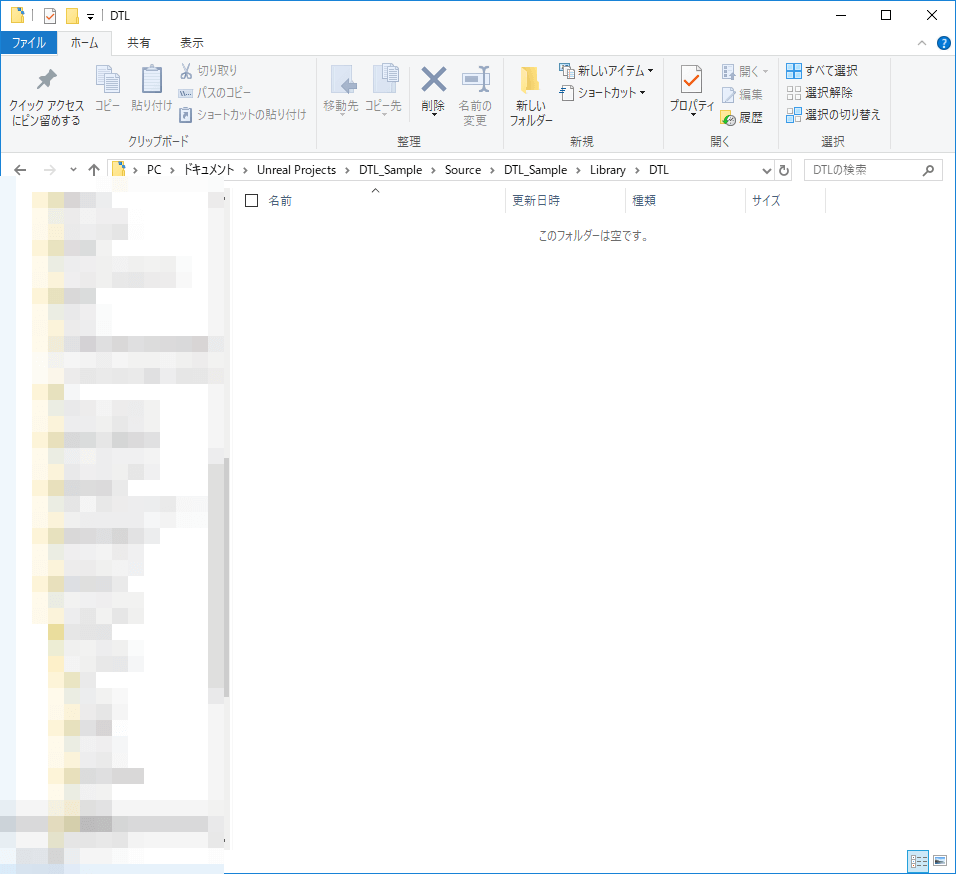 DTL
ファイル ホーム 共有 表示
クイック アクセス
にピン留めする
コピー
貼り付け
切り取り
パスのコピー
ショートカットの貼り付け
クリップボード
移動先
コピー先
削除
名前の
変更
整理
新しい
フォルダー
新しいアイテム
ショートカット
新規
プロパティ
開く
編集
履歴
開く
すべて選択
選択解除
選択の切り替え
選択
PC > ドキュメント > Unreal Projects > DTL_Sample > Source > DTL_Sample > Library > DTL
DTLの検索
名前 更新日時 種類 サイズ
このフォルダーは空です。